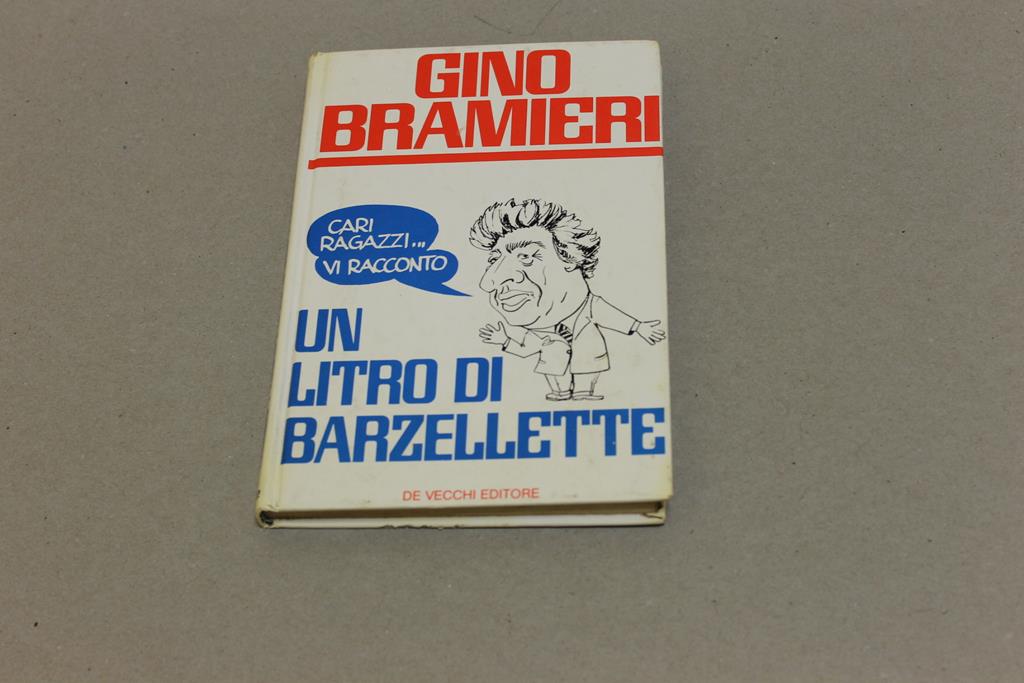 GINO
BRAMIERI
CARI
RAGAZZI...
VI RACCONTO
UN
LITRO DI
BARZELLETTE
DE VECCHI EDITORE